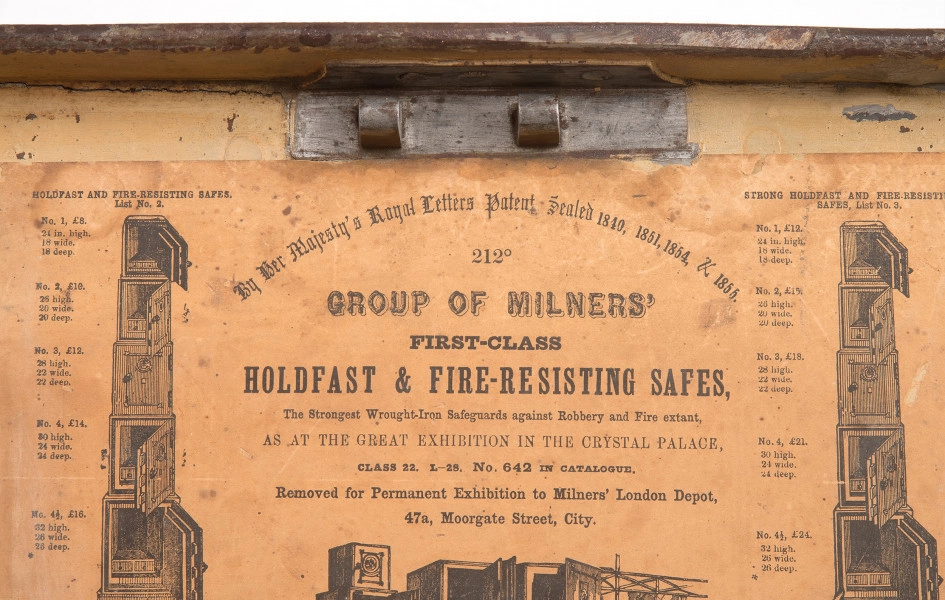 HOLDFAST AND FIRE-RESISTING SAFES.
List No. 2.
No. 1, £8.
24 in. high.
18 wide.
18 deep.
No. 2, £10.
26 high.
20 wide.
20 deep.
No. 3, £12.
28 high.
22 wide.
22 deep.
No. 4, £14.
30 high.
24 wide.
24 deep.
No. 4½, £16.
32 high.
26 wide.
26 deep.
By Her Majesty's Royal Letters Patent, Sealed 1840, 1851, 1854, & 1855.
212°
GROUP OF MILNERS'
FIRST-CLASS
HOLDFAST & FIRE-RESISTING SAFES,
The Strongest Wrought-Iron Safeguards against Robbery and Fire extant,
AS AT THE GREAT EXHIBITION IN THE CRYSTAL PALACE,
CLASS 22. L-28. No. 642 IN CATALOGUE.
Removed for Permanent Exhibition to Milners' London Depot,
47a, Moorgate Street, City.
STRONG HOLDFAST AND FIRE-RESISTI
SAFES, List No. 3.
No. 1, £12.
24 in. high.
18 wide.
18 deep.
No. 2, £15.
26 high.
20 wide.
20 deep.
No. 3, £18.
28 high.
22 wide.
22 deep.
No. 4, £21.
30 high.
24 wide.
24 deep.
No. 4½, £24.
32 high.
26 wide.
26 deep.